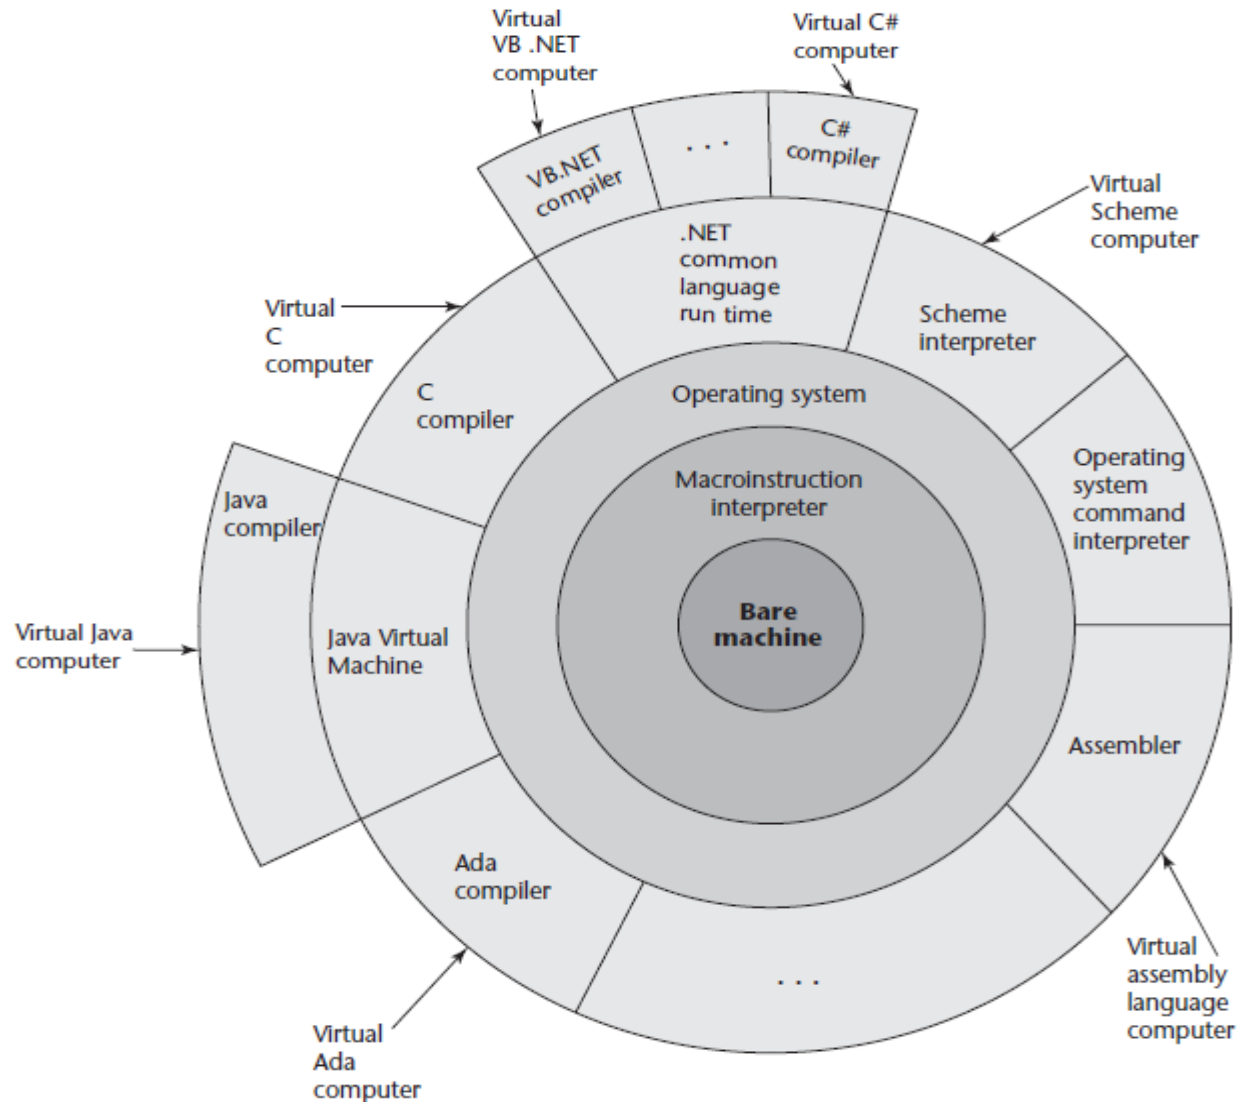 Virtual
VB .NET
computer
Virtual C#
computer
VB.NET
compiler
. . .
C#
compiler
Virtual
Scheme
computer
.NET
common
language
run time
Virtual
C
computer
Scheme
interpreter
C
compiler
Operating system
Operating
system
command
interpreter
Macroinstruction
interpreter
Java
compiler
Bare
machine
Virtual Java
computer
Java Virtual
Machine
Assembler
Ada
compiler
. . .
Virtual
assembly
language
computer
Virtual
Ada
computer